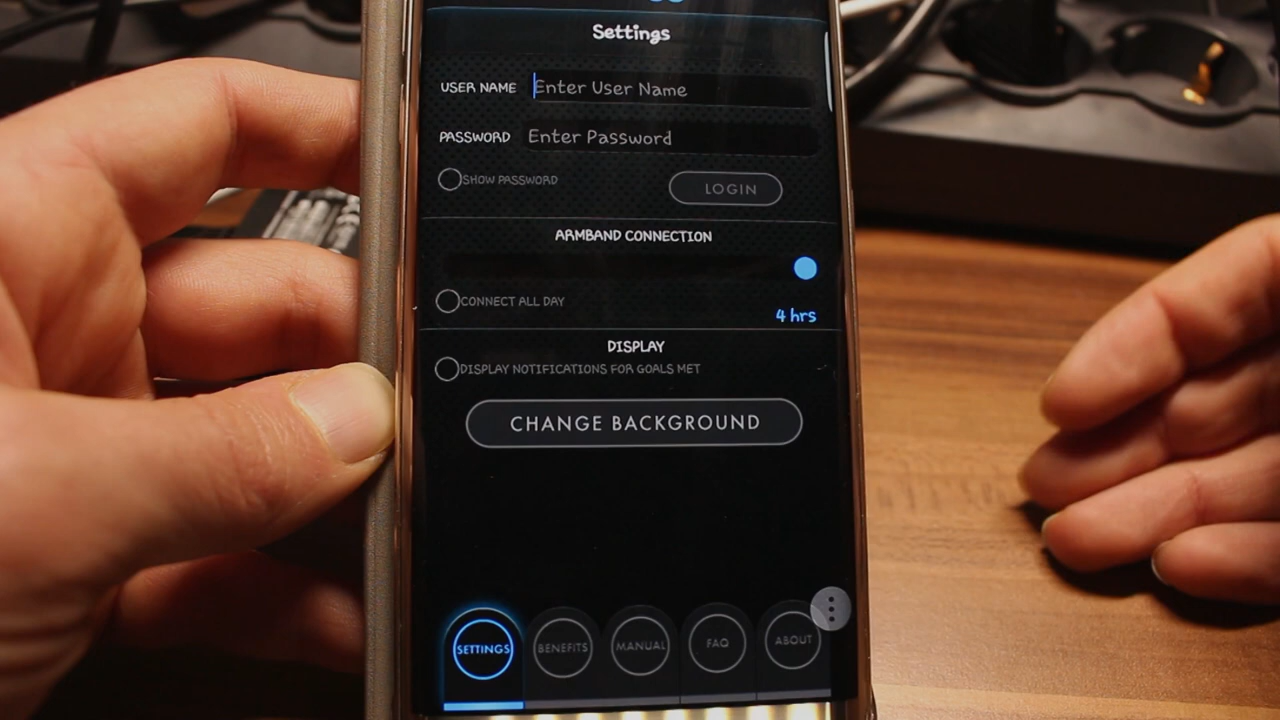 Settings
USER NAME Enter User Name
PASSWORD Enter Password
SHOW PASSWORD LOGIN
ARMBAND CONNECTION
CONNECT ALL DAY
4 hrs
DISPLAY
DISPLAY NOTIFICATIONS FOR GOALS MET
CHANGE BACKGROUND
SETTINGS BENEFITS MANUAL FAQ ABOUT